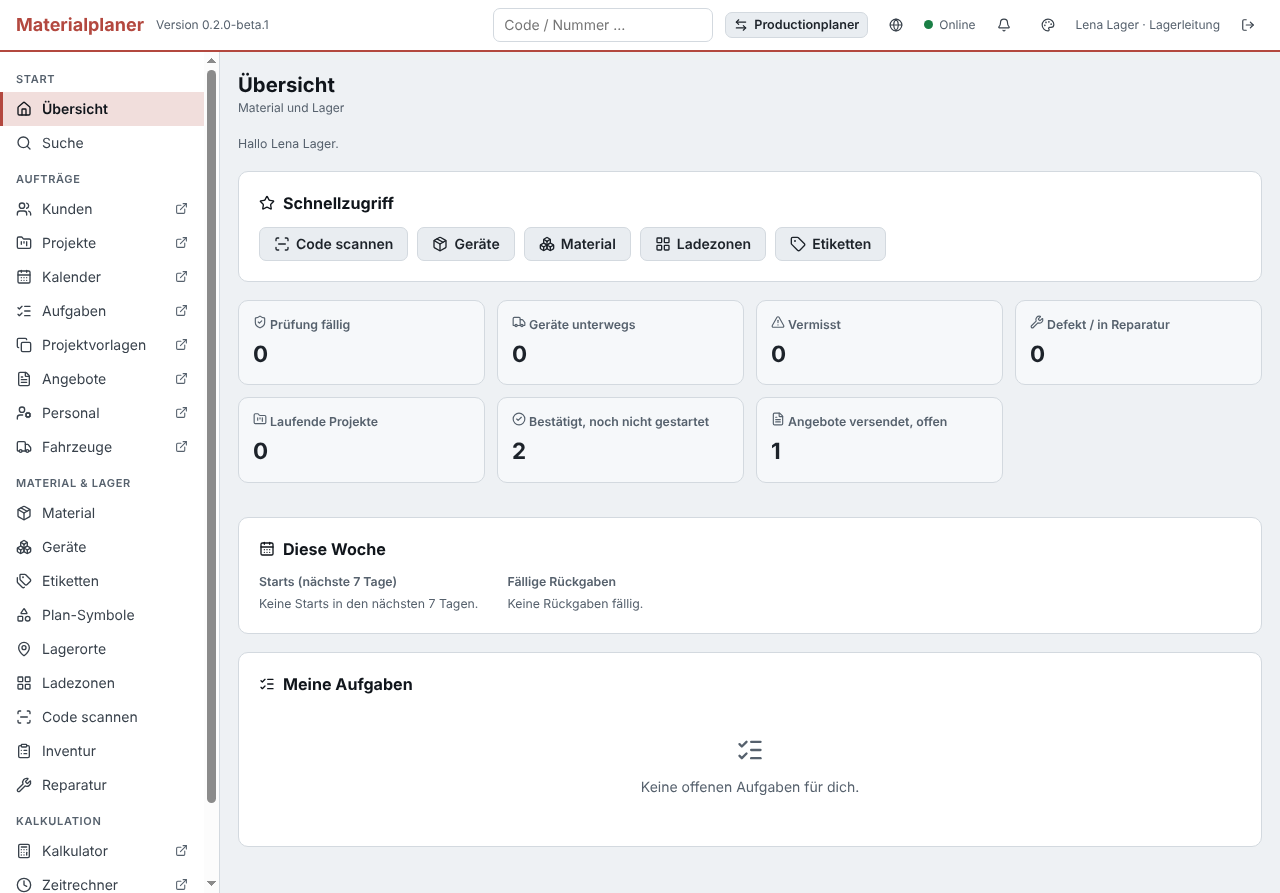 Materialplaner Version 0.2.0-beta.1 Code / Nummer ... Productionplaner Online Lena Lager · Lagerleitung
START
Übersicht
Suche
AUFTRÄGE
Kunden
Projekte
Kalender
Aufgaben
Projektvorlagen
Angebote
Personal
Fahrzeuge
MATERIAL & LAGER
Material
Geräte
Etiketten
Plan-Symbole
Lagerorte
Ladezonen
Code scannen
Inventur
Reparatur
KALKULATION
Kalkulator
Zeitrechner
Übersicht
Material und Lager
Hallo Lena Lager.
Schnellzugriff
Code scannen Geräte Material Ladezonen Etiketten
Prüfung fällig
0
Geräte unterwegs
0
Vermisst
0
Defekt / in Reparatur
0
Laufende Projekte
0
Bestätigt, noch nicht gestartet
2
Angebote versendet, offen
1
Diese Woche
Starts (nächste 7 Tage)
Keine Starts in den nächsten 7 Tagen.
Fällige Rückgaben
Keine Rückgaben fällig.
Meine Aufgaben
Keine offenen Aufgaben für dich.